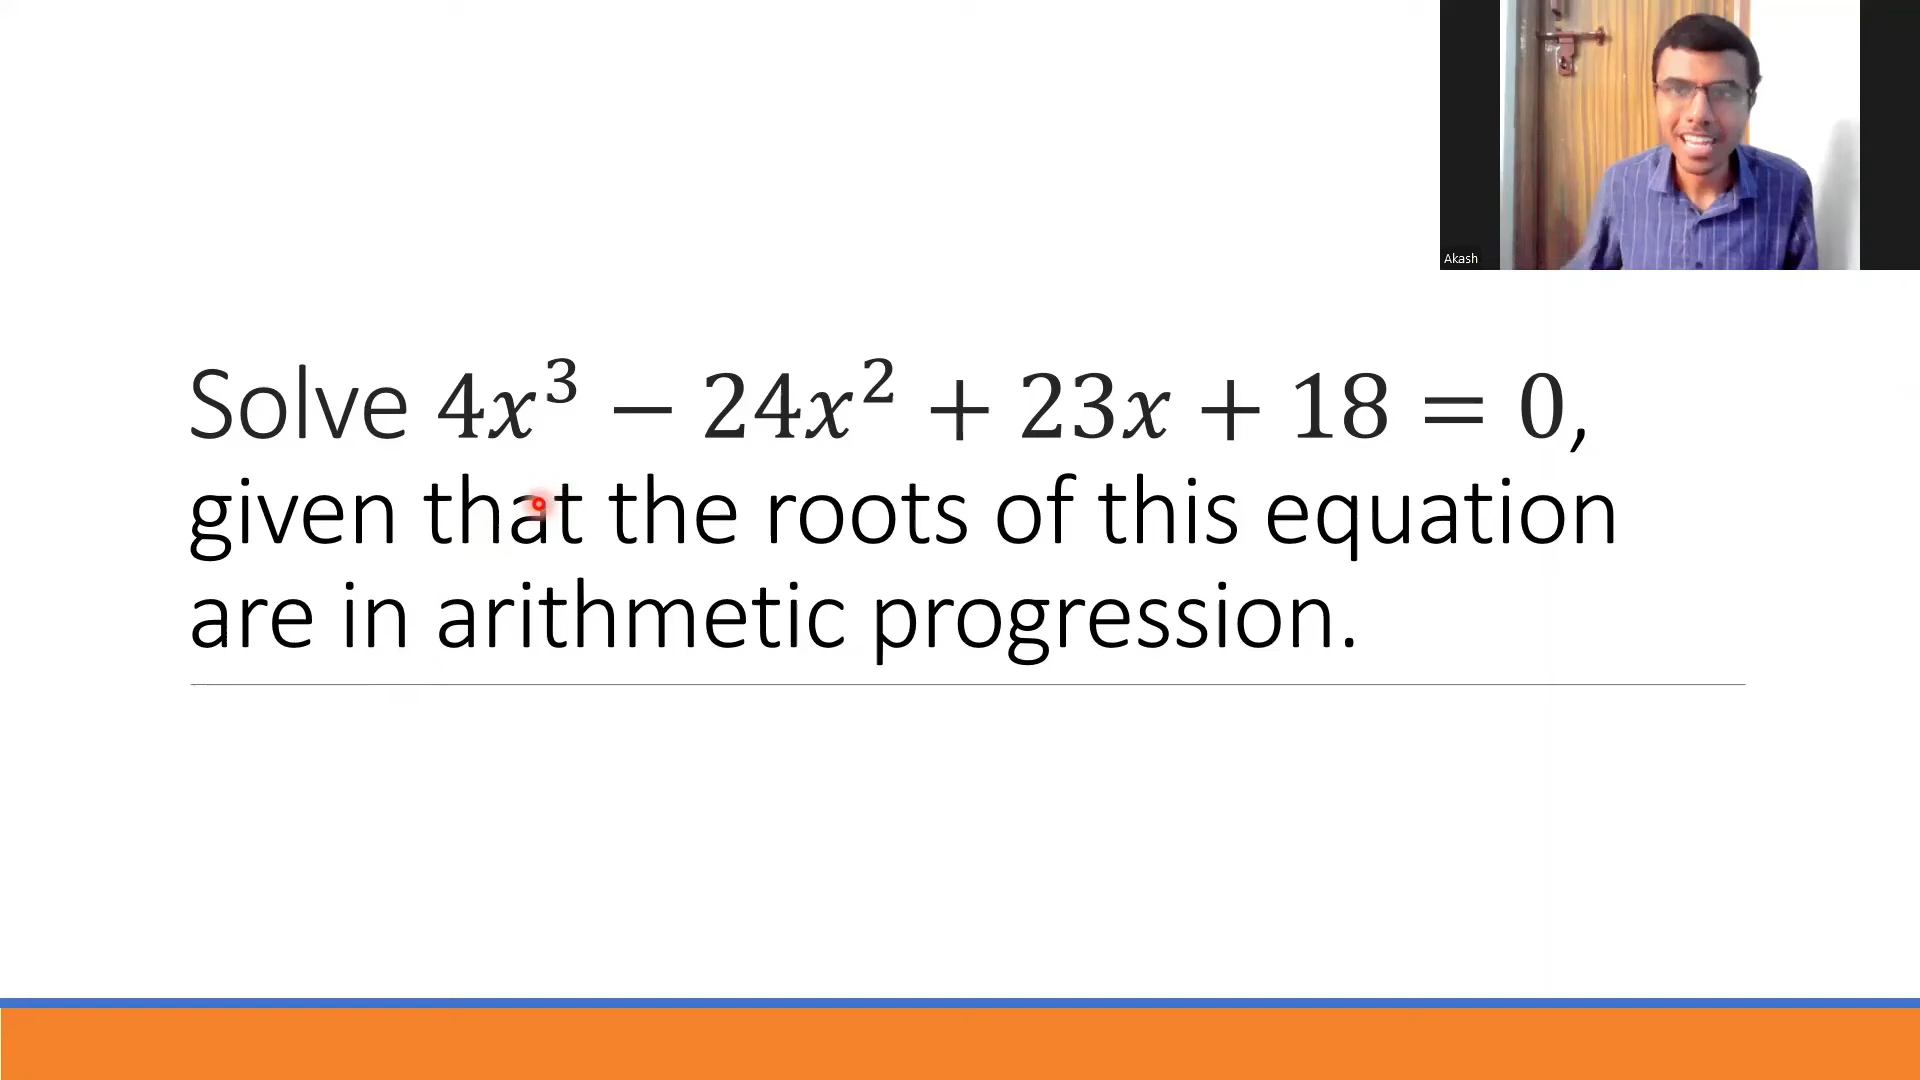 Akash
Solve 4x³ − 24x² + 23x + 18 = 0,
given that the roots of this equation
are in arithmetic progression.